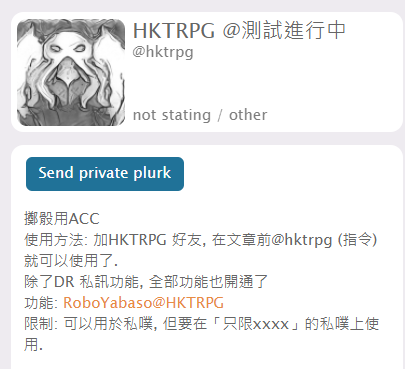 HKTRPG @測試進行中
@hktrpg
not stating / other
Send private plurk
擲骰用ACC
使用方法: 加HKTRPG 好友, 在文章前@hktrpg (指令)
就可以使用了.
除了DR 私訊功能, 全部功能也開通了
功能: RoboYabaso@HKTRPG
限制: 可以用於私噗, 但要在「只限xxxx」的私噗上使
用.